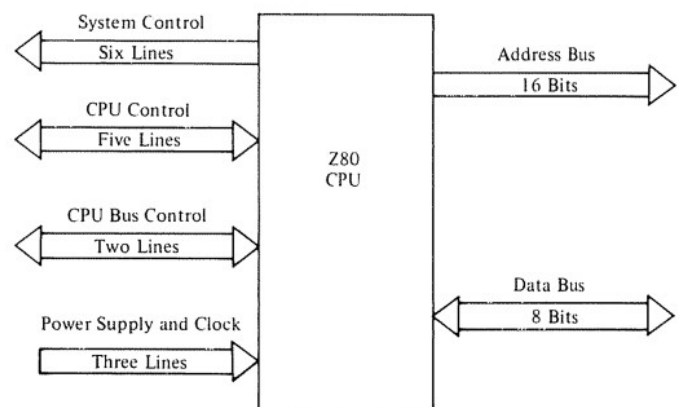 System Control
Six Lines
CPU Control
Five Lines
CPU Bus Control
Two Lines
Power Supply and Clock
Three Lines
Z80
CPU
Address Bus
16 Bits
Data Bus
8 Bits